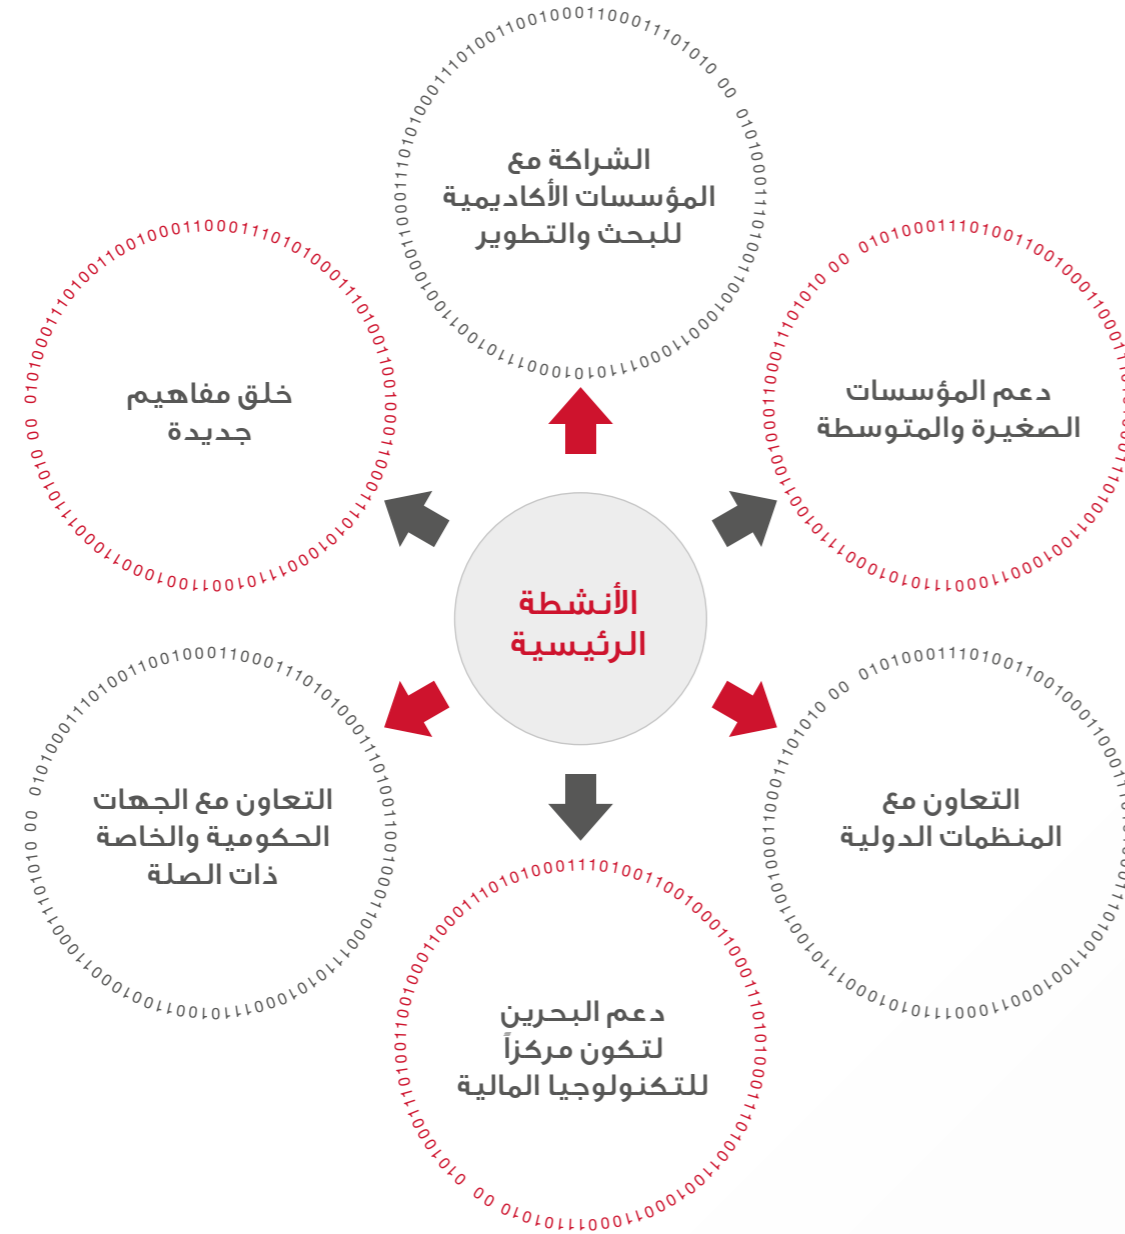 الشراكة مع
المؤسسات الأكاديمية
للبحث والتطوير
دعم المؤسسات
الصغيرة والمتوسطة
خلق مفاهيم
جديدة
الأنشطة
الرئيسية
التعاون مع
المنظمات الدولية
التعاون مع الجهات
الحكومية والخاصة
ذات الصلة
دعم البحرين
لتكون مركزاً
للتكنولوجيا المالية